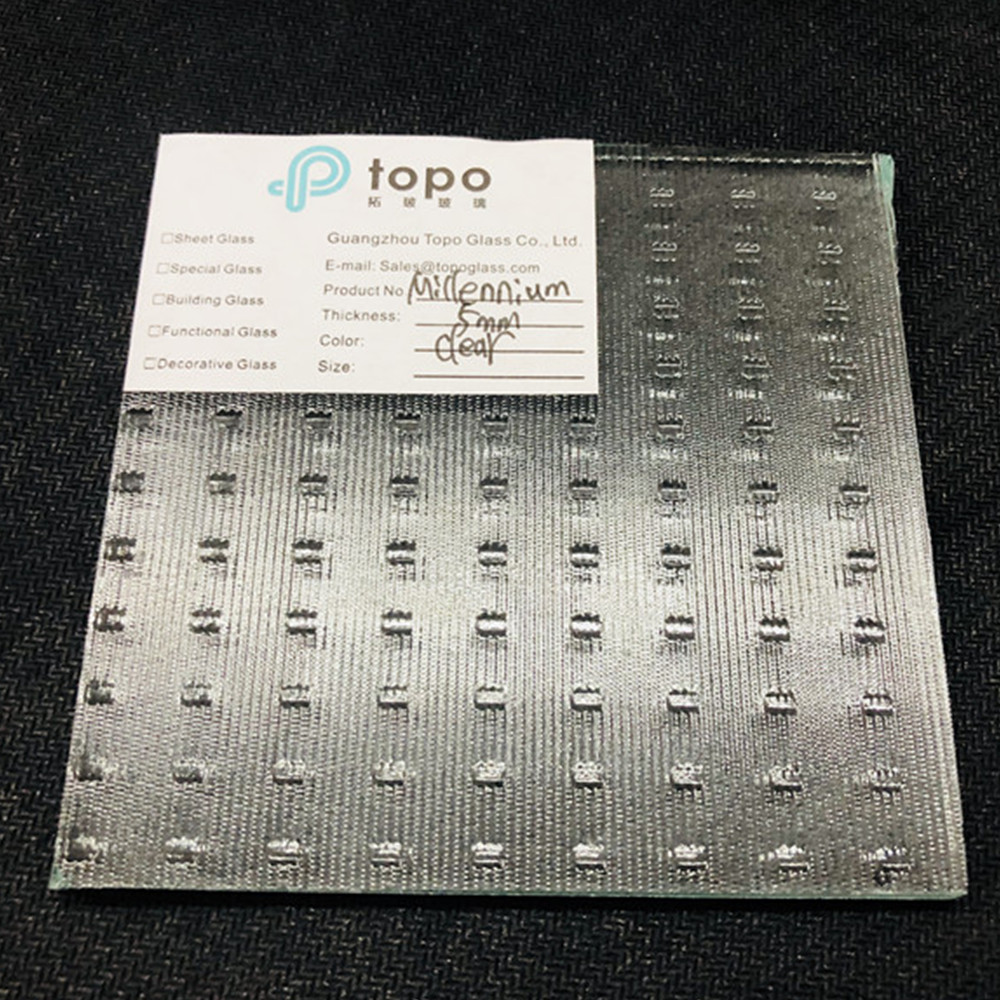 topo
拓玻玻璃
□Sheet Glass
□Special Glass
□Building Glass
□Functional Glass
□Decorative Glass
Guangzhou Topo Glass Co., Ltd.
E-mail: Sales@topoglass.com
Product No Millennium
Thickness: 5mm
Color: clear
Size: